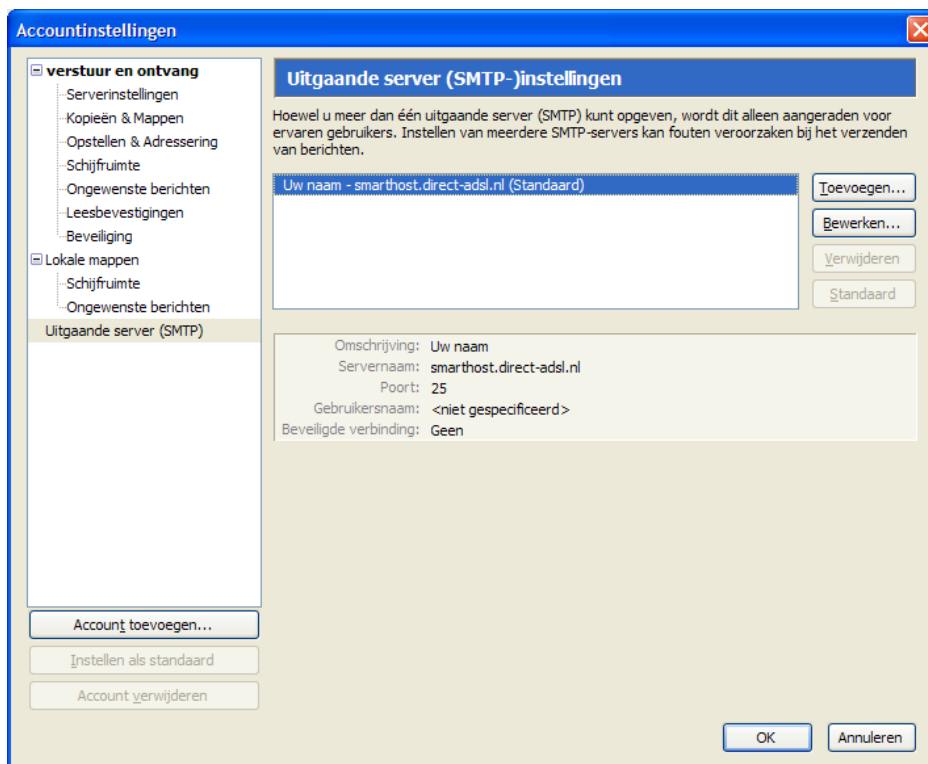 Accountinstellingen
verstuur en ontvang
Serverinstellingen
Kopieën & Mappen
Opstellen & Adressering
Schijfruimte
Ongewenste berichten
Leesbevestigingen
Beveiliging
Lokale mappen
Schijfruimte
Ongewenste berichten
Uitgaande server (SMTP)
Account toevoegen...
Instellen als standaard
Account verwijderen
Uitgaande server (SMTP-)instellingen
Hoewel u meer dan één uitgaande server (SMTP) kunt opgeven, wordt dit alleen aangeraden voor
ervaren gebruikers. Instellen van meerdere SMTP-servers kan fouten veroorzaken bij het verzenden
van berichten.
Uw naam - smarthost.direct-adsl.nl (Standaard)
Toevoegen...
Bewerken...
Verwijderen
Standaard
Omschrijving: Uw naam
Servernaam: smarthost.direct-adsl.nl
Poort: 25
Gebruikersnaam: <niet gespecificeerd>
Beveiligde verbinding: Geen
OK
Annuleren